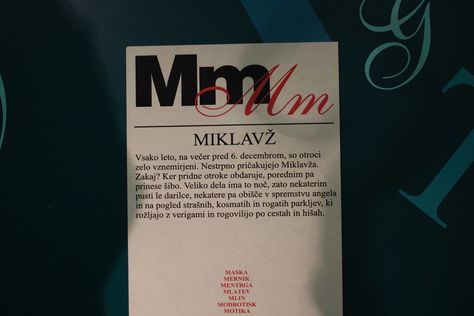 g
Mm Mm
MIKLAVŽ
Vsako leto, na večer pred 6. decembrom, so otroci
zelo vznemirjeni. Nestrpno pričakujejo Miklavža.
Zakaj? Ker pridne otroke obdaruje, porednim pa
prinese šibo. Veliko dela ima to noč, zato nekaterim
pusti le darilce, nekatere pa obišče v spremstvu angela
in na pogled strašnih, kosmatih in rogatih parkljev, ki
rožljajo z verigami in rogovilijo po cestah in hišah.
MASKA
MERNIK
MENTRGA
MLATEV
MLIN
MODROTISK
MOTIKA